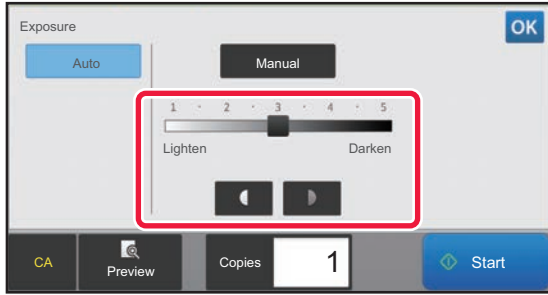 Exposure
OK
Auto
Manual
1 · 2 · 3 · 4 · 5
Lighten Darken
CA
Preview
Copies 1
Start